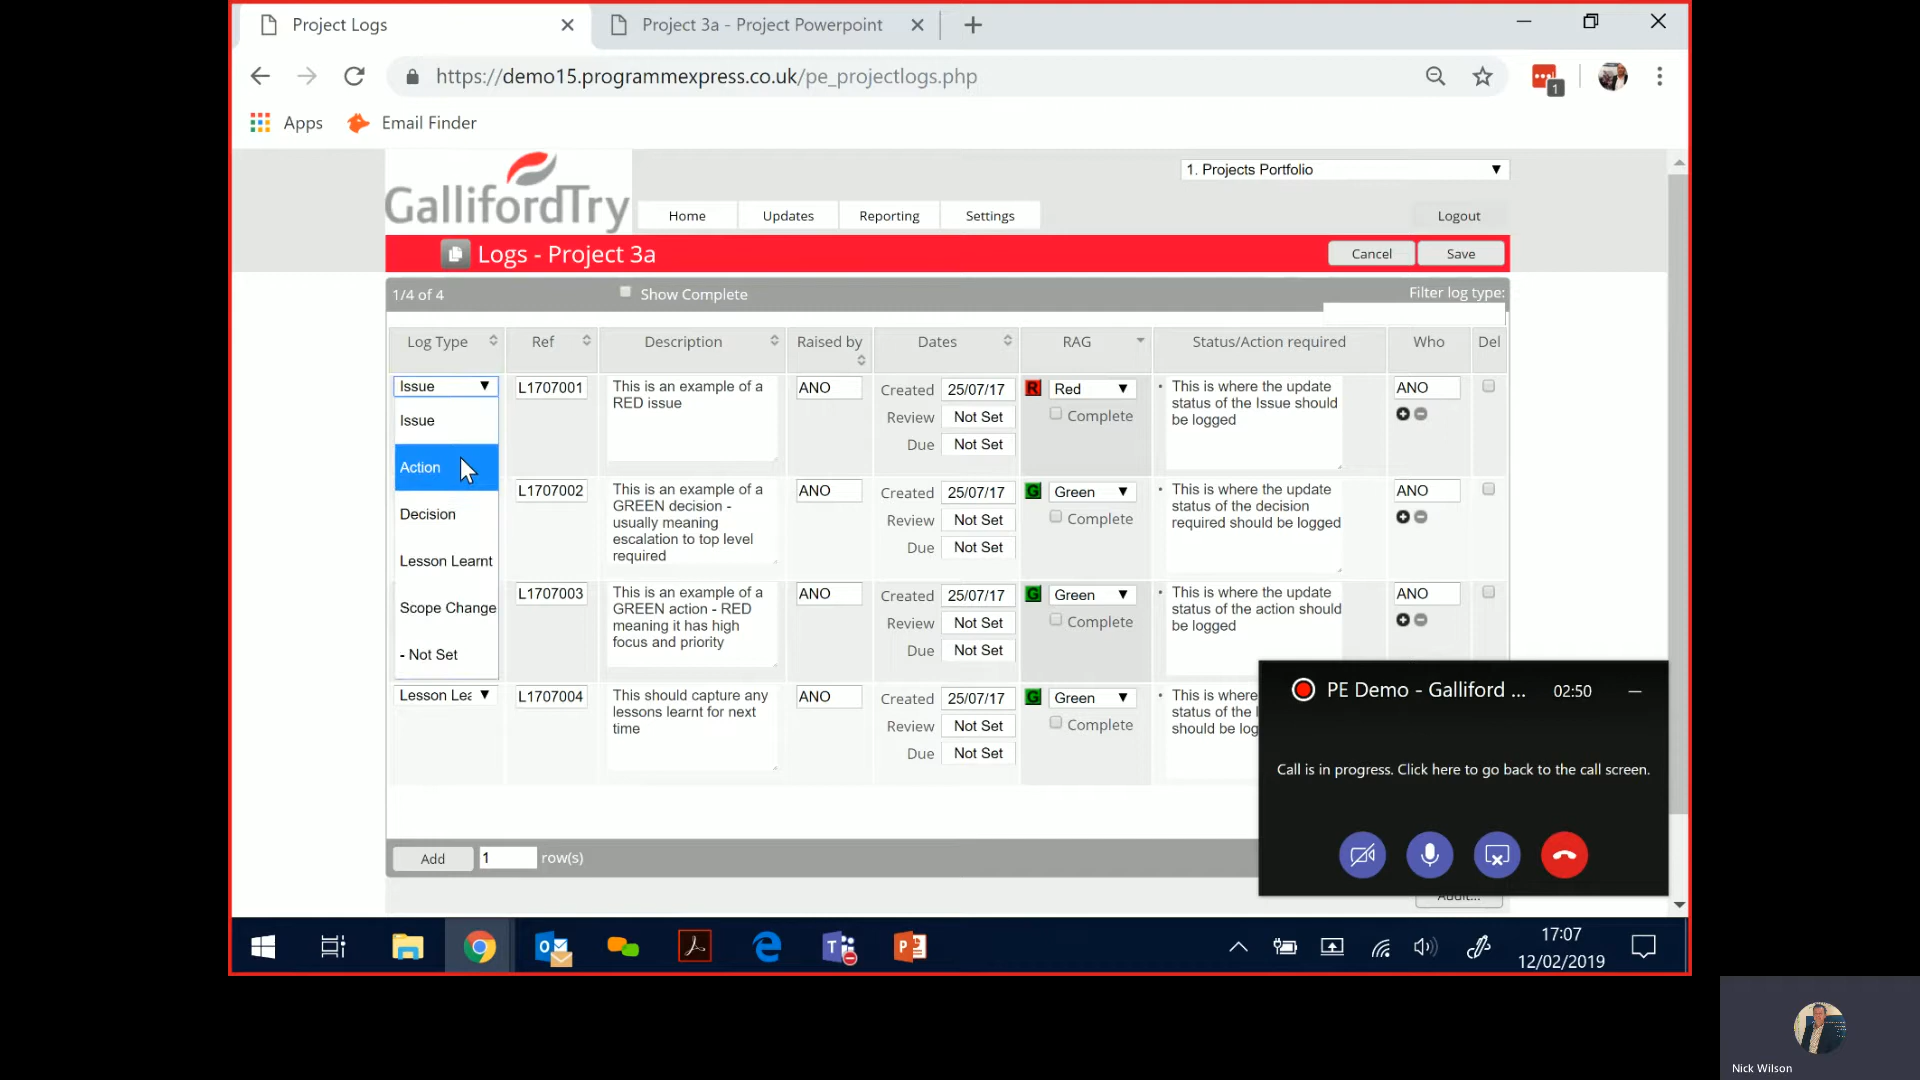 Project Logs
Project 3a - Project Powerpoint
https://demo15.programmexpress.co.uk/pe_projectlogs.php
1
Apps
Email Finder
GallifordTry
1. Projects Portfolio
Home
Updates
Reporting
Settings
Logout
Logs - Project 3a
Cancel
Save
1/4 of 4
Show Complete
Filter log type:
Log Type
Ref
Description
Raised by
Dates
RAG
Status/Action required
Who
Del
Issue
L1707001
This is an example of a
RED issue
ANO
Created 25/07/17
Review Not Set
Due Not Set
R Red
Complete
This is where the update
status of the Issue should
be logged
ANO
Issue
Action
Decision
Lesson Learnt
Scope Change
- Not Set
L1707002
This is an example of a
GREEN decision -
usually meaning
escalation to top level
required
ANO
Created 25/07/17
Review Not Set
Due Not Set
G Green
Complete
This is where the update
status of the decision
required should be logged
ANO
L1707003
This is an example of a
GREEN action - RED
meaning it has high
focus and priority
ANO
Created 25/07/17
Review Not Set
Due Not Set
G Green
Complete
This is where the update
status of the action should
be logged
ANO
Lesson Lea
L1707004
This should capture any
lessons learnt for next
time
ANO
Created 25/07/17
Review Not Set
Due Not Set
G Green
Complete
This is where
status of the l
should be log
Add
1
row(s)
Audit...
PE Demo - Galliford ...
02:50
Call is in progress. Click here to go back to the call screen.
17:07
12/02/2019
Nick Wilson